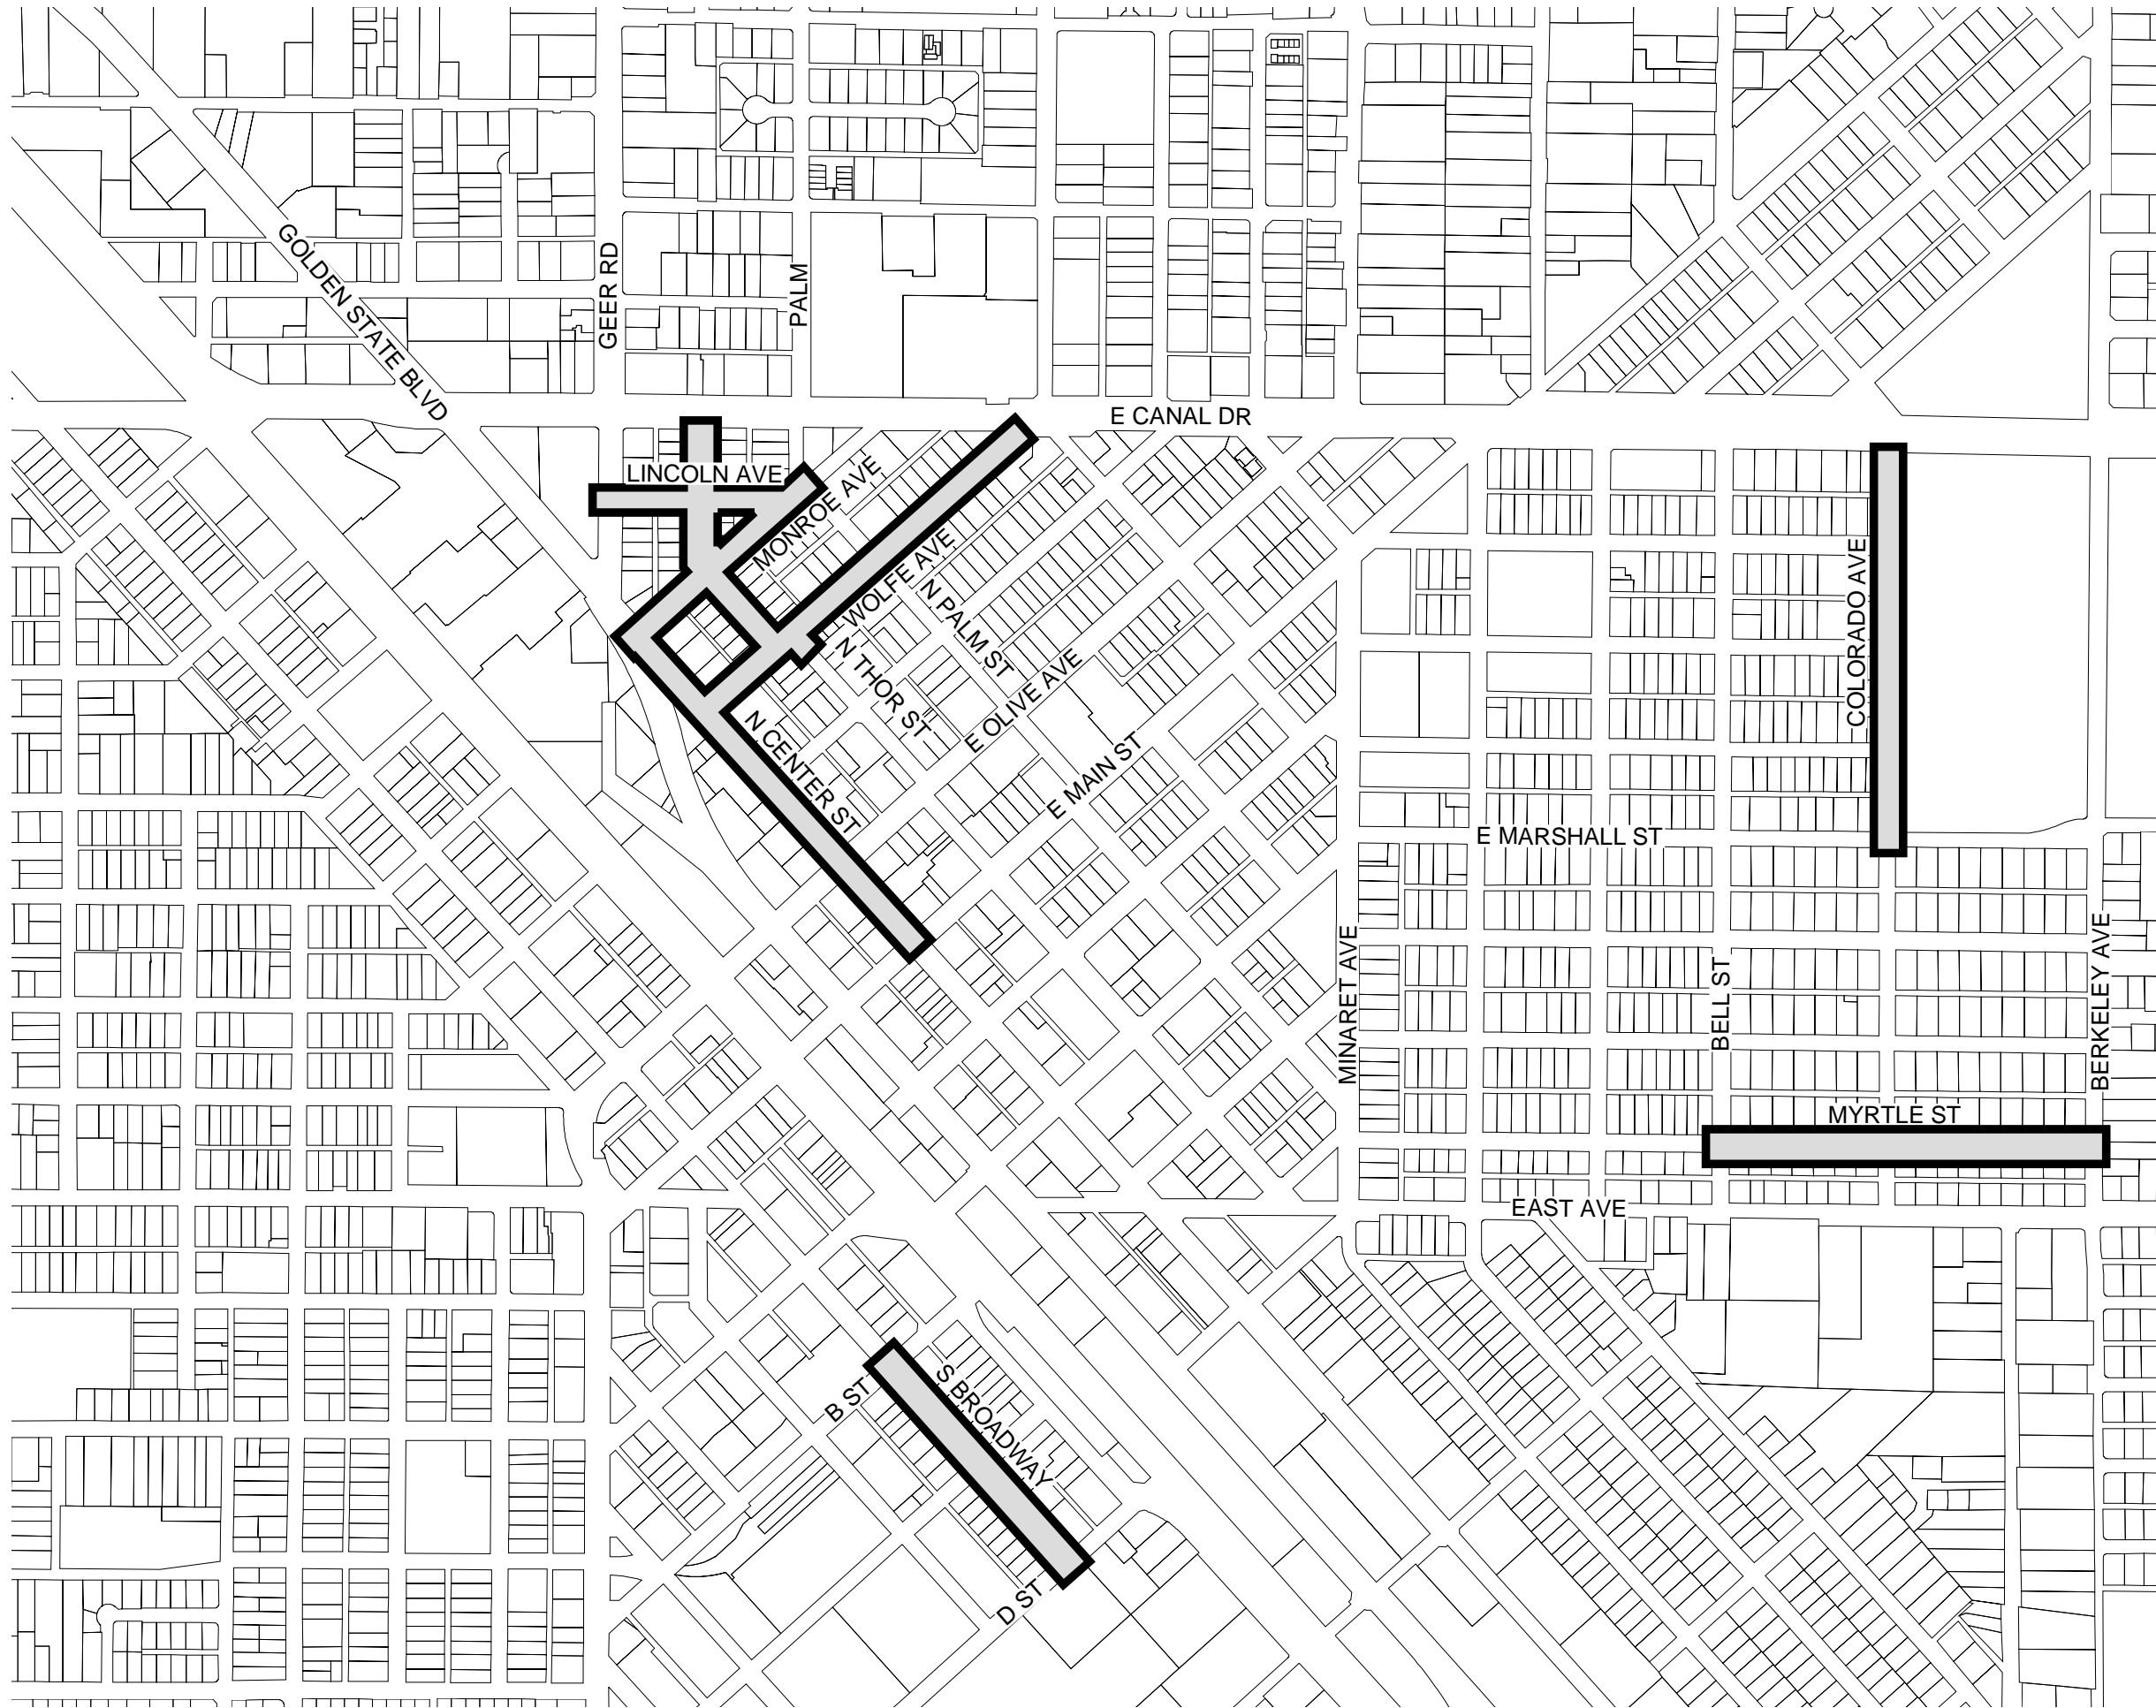 GOLDEN STATE BLVD
GEER RD
PALM
E CANAL DR
LINCOLN AVE
MONROE AVE
WOLFE AVE
N PALM ST
N THOR ST
E OLIVE AVE
N CENTER ST
E MAIN ST
COLORADO AVE
E MARSHALL ST
MINARET AVE
BELL ST
BERKELEY AVE
MYRTLE ST
EAST AVE
B ST
S BROADWAY
D ST